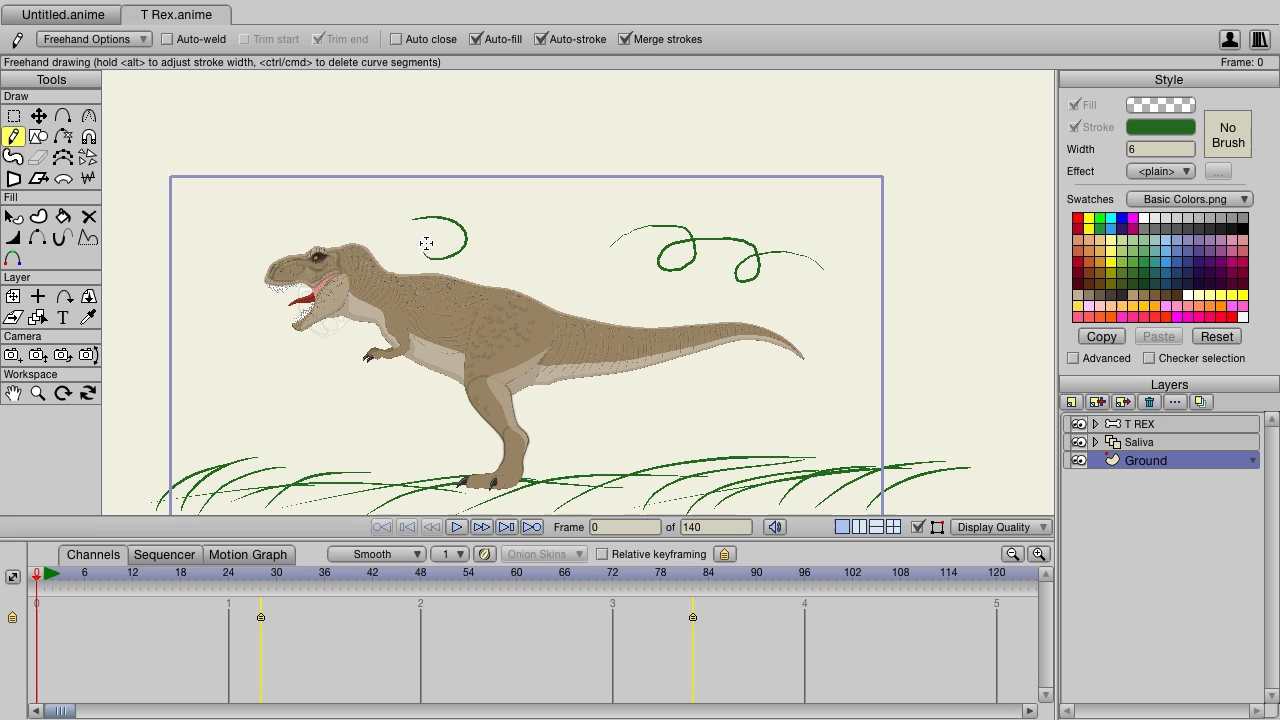 Untitled.anime
T Rex.anime
Freehand Options
Auto-weld
Trim start
Trim end
Auto close
Auto-fill
Auto-stroke
Merge strokes
Freehand drawing (hold <alt> to adjust stroke width, <ctrl/cmd> to delete curve segments)
Frame: 0
Tools
Draw
Fill
Layer
T
Camera
Workspace
Style
Fill
Stroke
No
Brush
Width
6
Effect
<plain>
...
Swatches
Basic Colors.png
Copy
Paste
Reset
Advanced
Checker selection
Layers
T REX
Saliva
Ground
Frame
0
of
140
Display Quality
Channels
Sequencer
Motion Graph
Smooth
1
Onion Skins
Relative keyframing
0 6 12 18 24 30 36 42 48 54 60 66 72 78 84 90 96 102 108 114 120
0 1 2 3 4 5